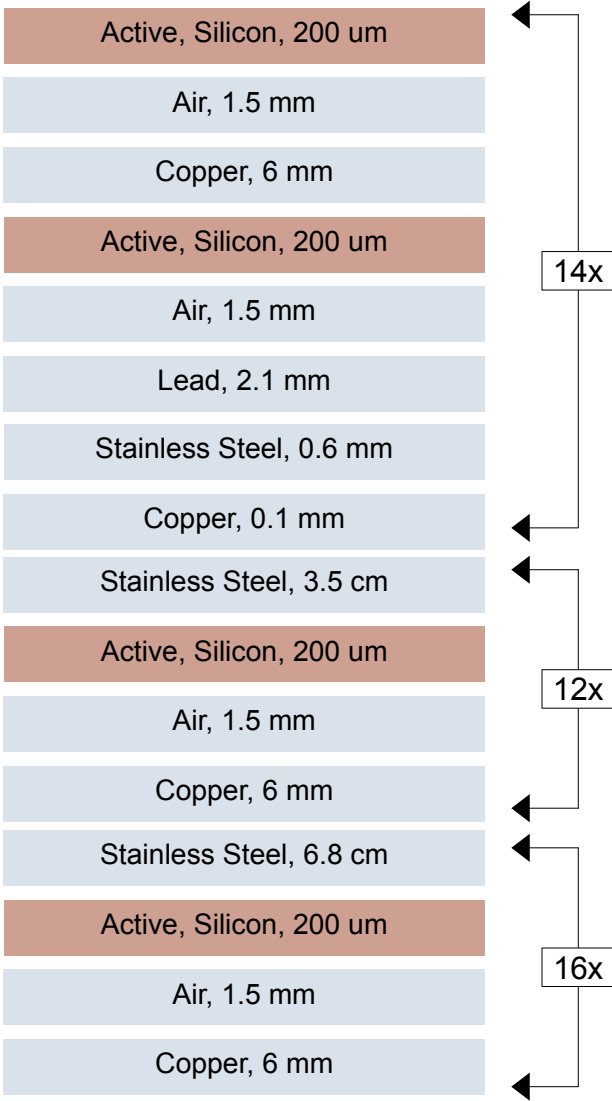 Active, Silicon, 200 um
Air, 1.5 mm
Copper, 6 mm
Active, Silicon, 200 um
Air, 1.5 mm
Lead, 2.1 mm
Stainless Steel, 0.6 mm
Copper, 0.1 mm
14x
Stainless Steel, 3.5 cm
Active, Silicon, 200 um
Air, 1.5 mm
Copper, 6 mm
12x
Stainless Steel, 6.8 cm
Active, Silicon, 200 um
Air, 1.5 mm
Copper, 6 mm
16x